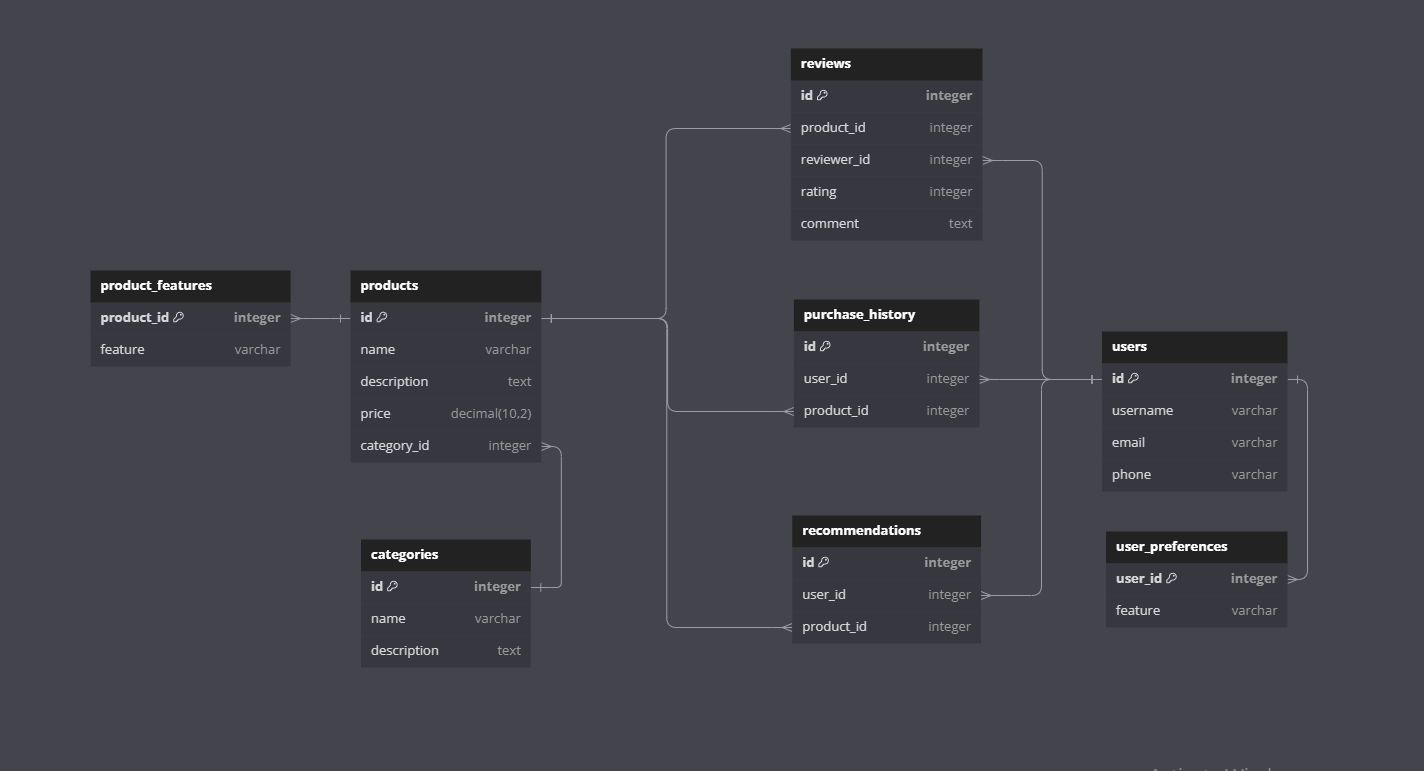 reviews
id integer
product_id integer
reviewer_id integer
rating integer
comment text
product_features
product_id integer
feature varchar
products
id integer
name varchar
description text
price decimal(10,2)
category_id integer
purchase_history
id integer
user_id integer
product_id integer
users
id integer
username varchar
email varchar
phone varchar
categories
id integer
name varchar
description text
recommendations
id integer
user_id integer
product_id integer
user_preferences
user_id integer
feature varchar